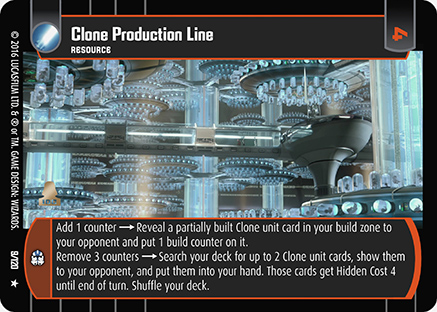 Clone Production Line
RESOURCE
4
Add 1 counter → Reveal a partially built Clone unit card in your build zone to
your opponent and put 1 build counter on it.
Remove 3 counters → Search your deck for up to 2 Clone unit cards, show them
to your opponent, and put them into your hand. Those cards get Hidden Cost 4
until end of turn. Shuffle your deck.
© 2016 LUCASFILM LTD. & ® or TM. GAME DESIGN: WIZARDS.